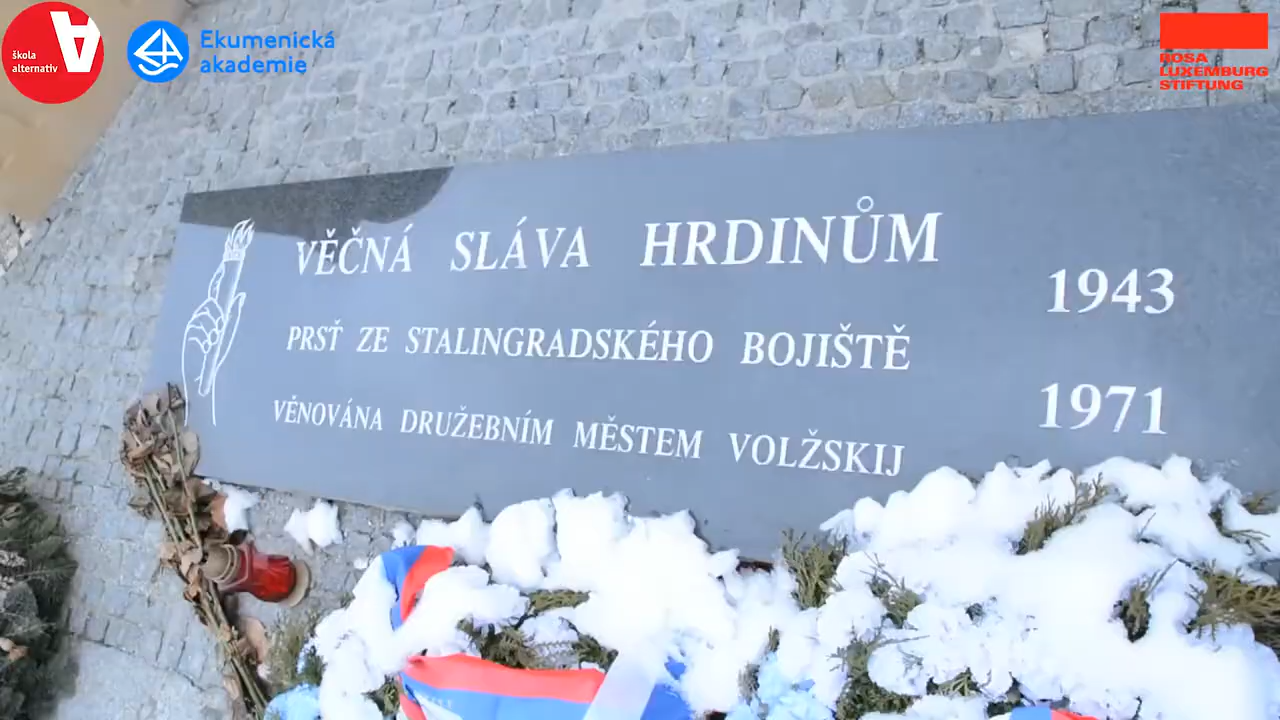 škola
alternativ
Ekumenická
akademie
ROSA
LUXEMBURG
STIFTUNG
VĚČNÁ SLÁVA HRDINŮM
1943
PRSŤ ZE STALINGRADSKÉHO BOJIŠTĚ
1971
VĚNOVÁNA DRUŽEBNÍM MĚSTEM VOLŽSKIJ